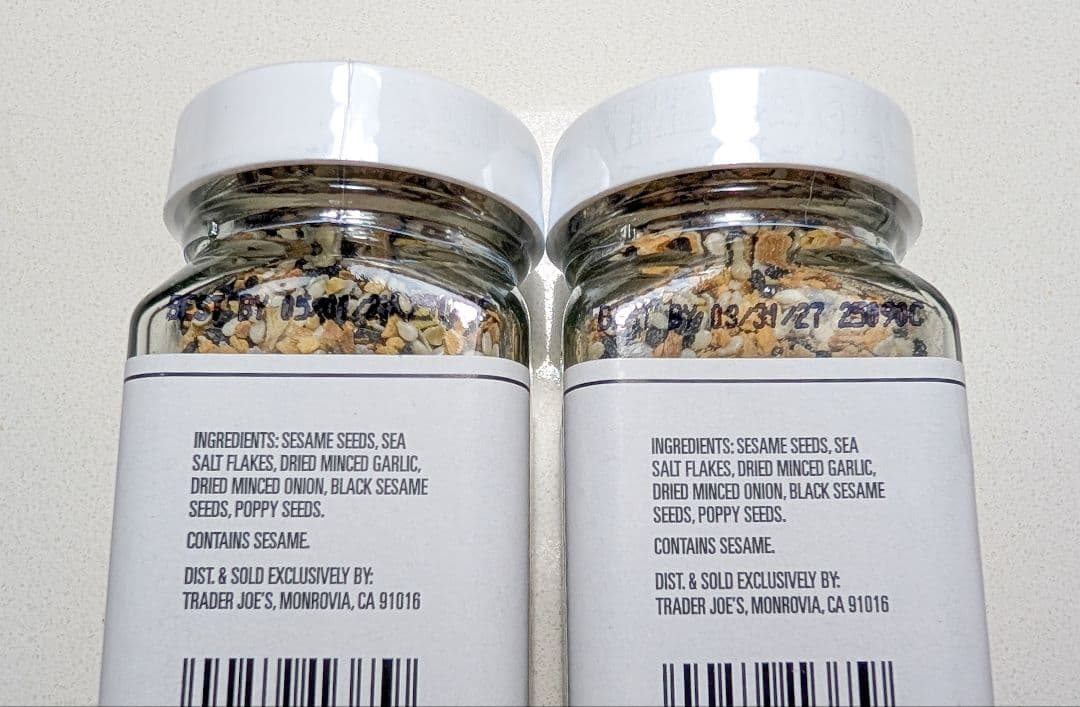 BEST BY
INGREDIENTS: SESAME SEEDS, SEA
SALT FLAKES, DRIED MINCED GARLIC,
DRIED MINCED ONION, BLACK SESAME
SEEDS, POPPY SEEDS.
CONTAINS SESAME.
DIST. & SOLD EXCLUSIVELY BY:
TRADER JOE'S, MONROVIA, CA 91016
BEST BY 03/31/27 25090C
INGREDIENTS: SESAME SEEDS, SEA
SALT FLAKES, DRIED MINCED GARLIC,
DRIED MINCED ONION, BLACK SESAME
SEEDS, POPPY SEEDS.
CONTAINS SESAME.
DIST. & SOLD EXCLUSIVELY BY:
TRADER JOE'S, MONROVIA, CA 91016